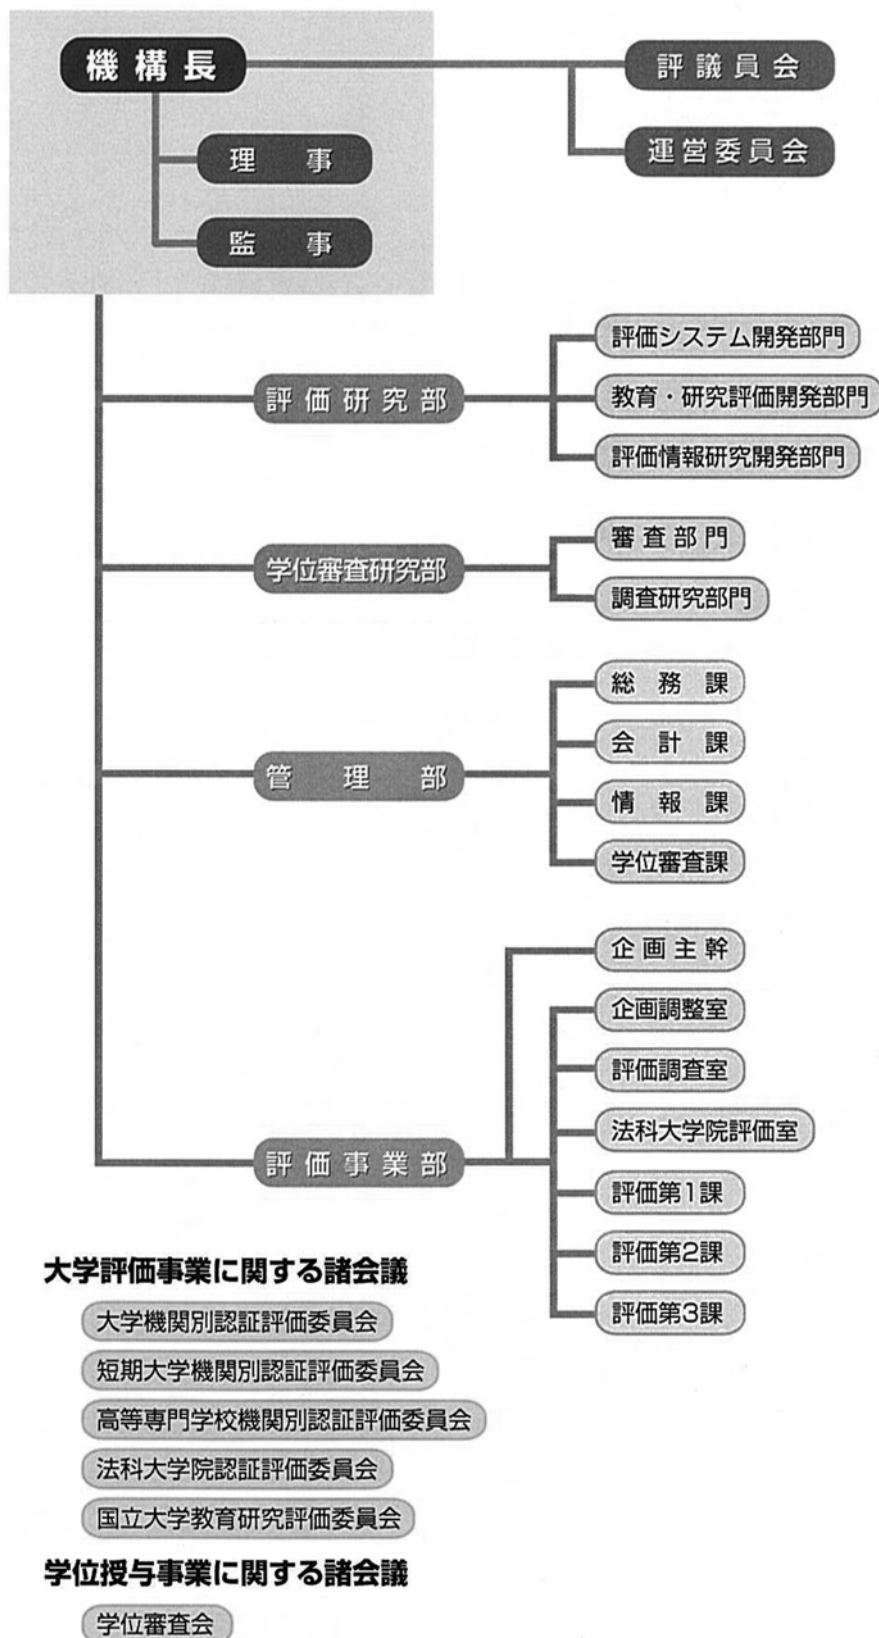 機構長
評議員会
運営委員会
理事
監事
評価研究部
評価システム開発部門
教育・研究評価開発部門
評価情報研究開発部門
学位審査研究部
審査部門
調査研究部門
管理部
総務課
会計課
情報課
学位審査課
評価事業部
企画主幹
企画調整室
評価調査室
法科大学院評価室
評価第1課
評価第2課
評価第3課
大学評価事業に関する諸会議
大学機関別認証評価委員会
短期大学機関別認証評価委員会
高等専門学校機関別認証評価委員会
法科大学院認証評価委員会
国立大学教育研究評価委員会
学位授与事業に関する諸会議
学位審査会